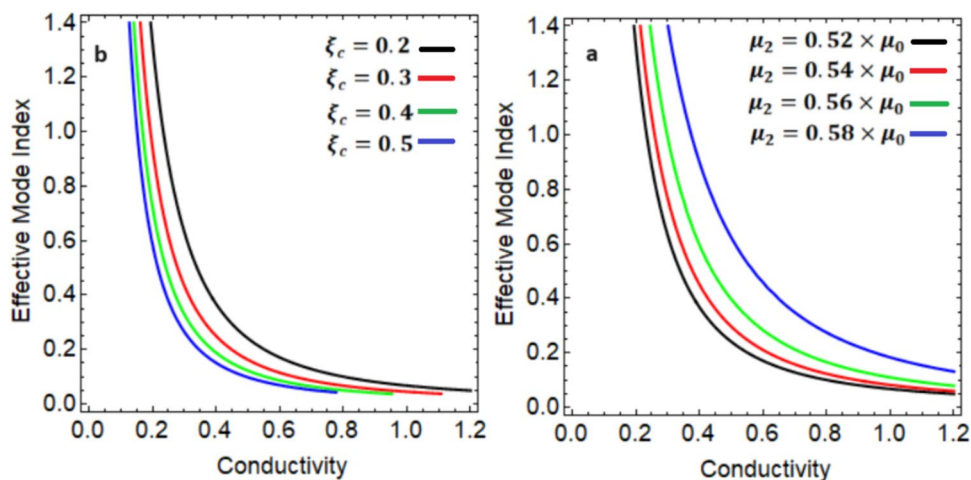 b
ξ_c = 0.2
ξ_c = 0.3
ξ_c = 0.4
ξ_c = 0.5
Effective Mode Index
1.4
1.2
1.0
0.8
0.6
0.4
0.2
0.0
0.0 0.2 0.4 0.6 0.8 1.0 1.2
Conductivity
a
μ₂ = 0.52 × μ₀
μ₂ = 0.54 × μ₀
μ₂ = 0.56 × μ₀
μ₂ = 0.58 × μ₀
Effective Mode Index
1.4
1.2
1.0
0.8
0.6
0.4
0.2
0.0
0.0 0.2 0.4 0.6 0.8 1.0 1.2
Conductivity